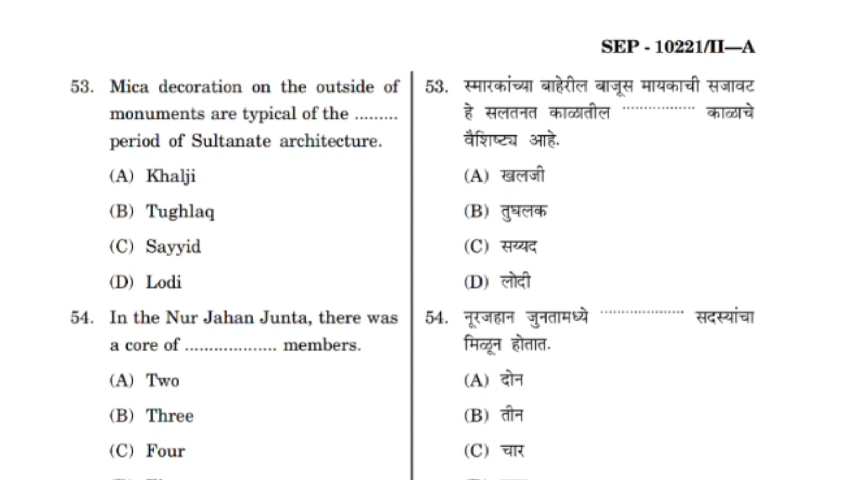 SEP - 10221/II—A
53. Mica decoration on the outside of
monuments are typical of the .........
period of Sultanate architecture.
(A) Khalji
(B) Tughlaq
(C) Sayyid
(D) Lodi
54. In the Nur Jahan Junta, there was
a core of ................... members.
(A) Two
(B) Three
(C) Four
53. स्मारकांच्या बाहेरील बाजूस मायकाची सजावट
हे सलतनत काळातील ................. काळाचे
वैशिष्ट्य आहे.
(A) खलजी
(B) तुघलक
(C) सय्यद
(D) लोदी
54. नूरजहान जुनतामध्ये .................... सदस्यांचा
मिळून होतात.
(A) दोन
(B) तीन
(C) चार